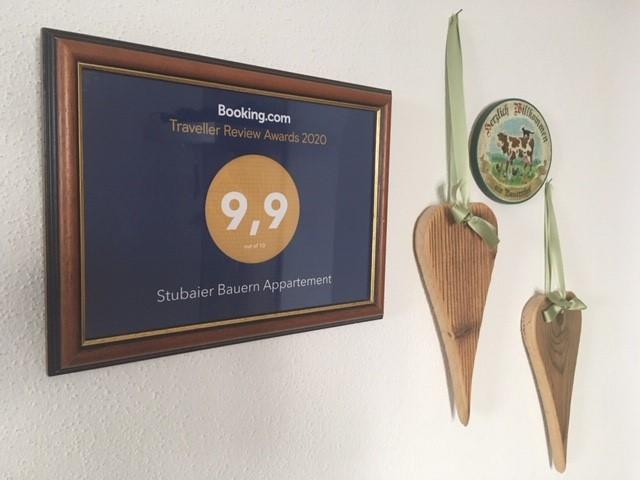 Booking.com
Traveller Review Awards 2020
9,9
out of 10
Stubaier Bauern Appartement
Herzlich Willkommen